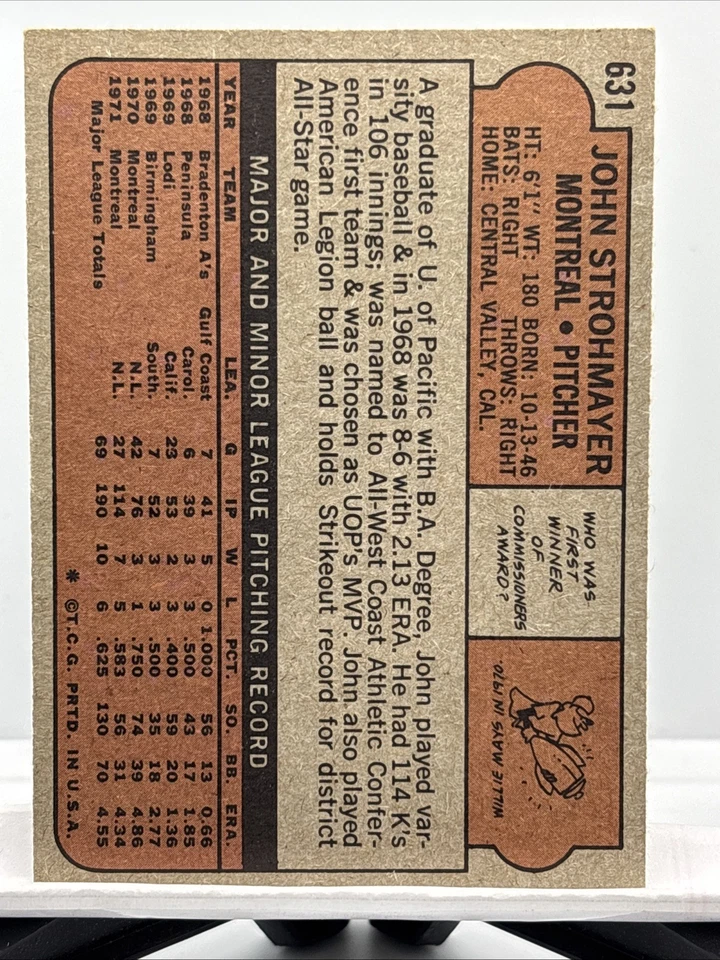 631
JOHN STROHMAYER
MONTREAL • PITCHER
HT: 6'1" WT: 180 BORN: 10-13-46
BATS: RIGHT THROWS: RIGHT
HOME: CENTRAL VALLEY, CAL.
WHO WAS
FIRST
WINNER
OF
COMMISSIONERS
AWARD?
WILLIE MAYS IN 1970.
A graduate of U. of Pacific with B.A. Degree, John played var-
sity baseball & in 1968 was 8-6 with 2.13 ERA. He had 114 K's
in 106 innings; was named to All-West Coast Athletic Confer-
ence first team & was chosen as UOP's MVP. John also played
American Legion ball and holds Strikeout record for district
All-Star game.
MAJOR AND MINOR LEAGUE PITCHING RECORD
YEAR TEAM LEA. G IP W L PCT. SO. BB. ERA.
1968 Bradenton A's Gulf Coast 7 41 5 0 1.000 56 13 0.66
1968 Peninsula Carol. 6 39 3 3 .500 43 17 1.85
1969 Lodi Calif. 23 53 2 3 .400 59 20 1.36
1969 Birmingham South. 7 52 3 3 .500 35 18 2.77
1970 Montreal N.L. 42 76 3 1 .750 74 39 4.86
1971 Montreal N.L. 27 114 7 5 .583 56 31 4.34
Major League Totals 69 190 10 6 .625 130 70 4.55
* ©T.C.G. PRTD. IN U.S.A.